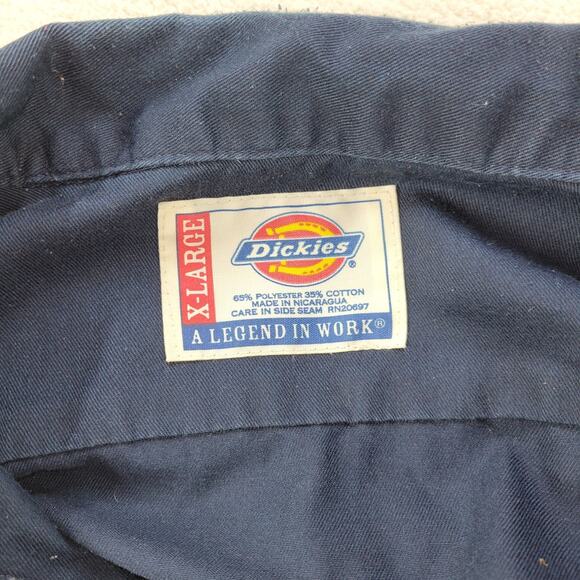 X-LARGE
Dickies®
65% POLYESTER 35% COTTON
MADE IN NICARAGUA
CARE IN SIDE SEAM RN20697
A LEGEND IN WORK®